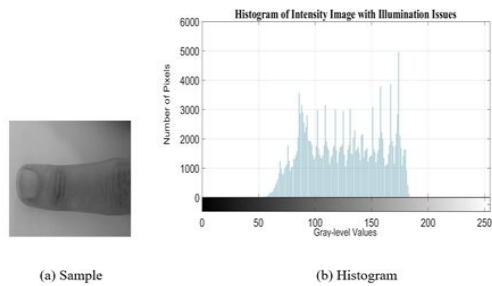 Histogram of Intensity Image with Illumination Issues
6000
5000
4000
3000
2000
1000
0
Number of Pixels
0 50 100 150 200 250
Gray-level Values
(a) Sample
(b) Histogram